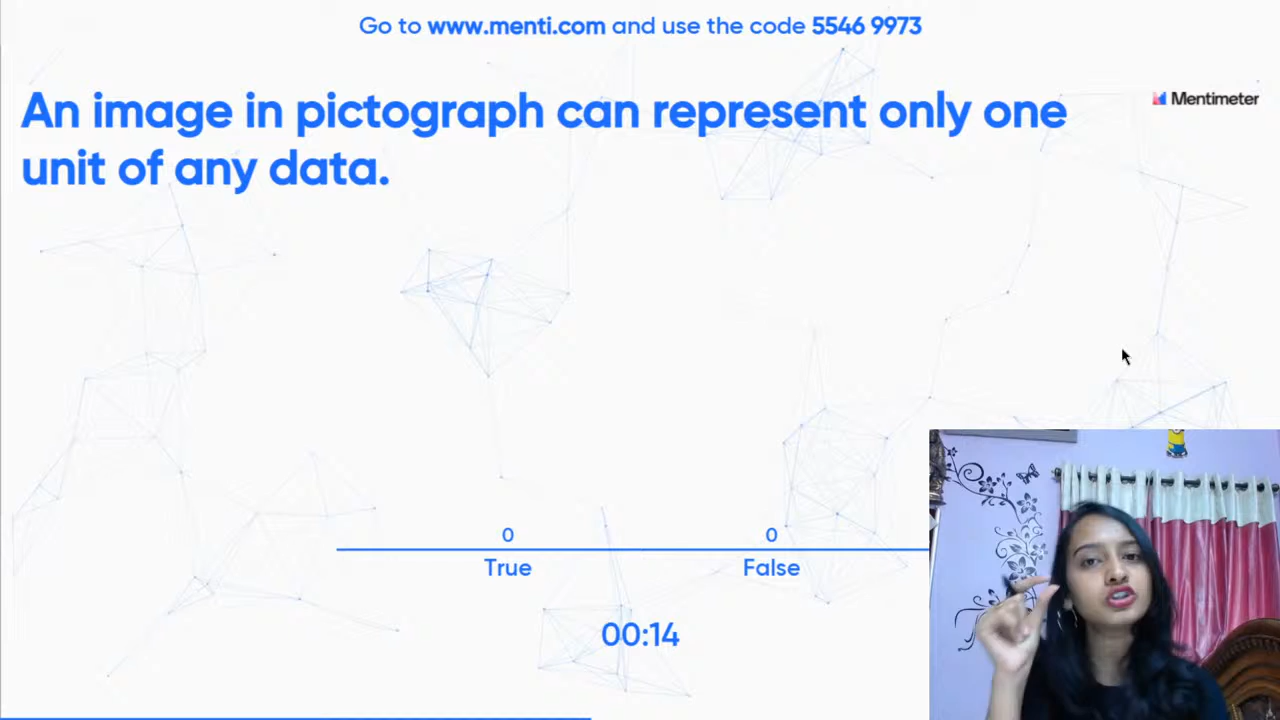 Go to www.menti.com and use the code 5546 9973
An image in pictograph can represent only one
unit of any data.
Mentimeter
0
0
True
False
00:14